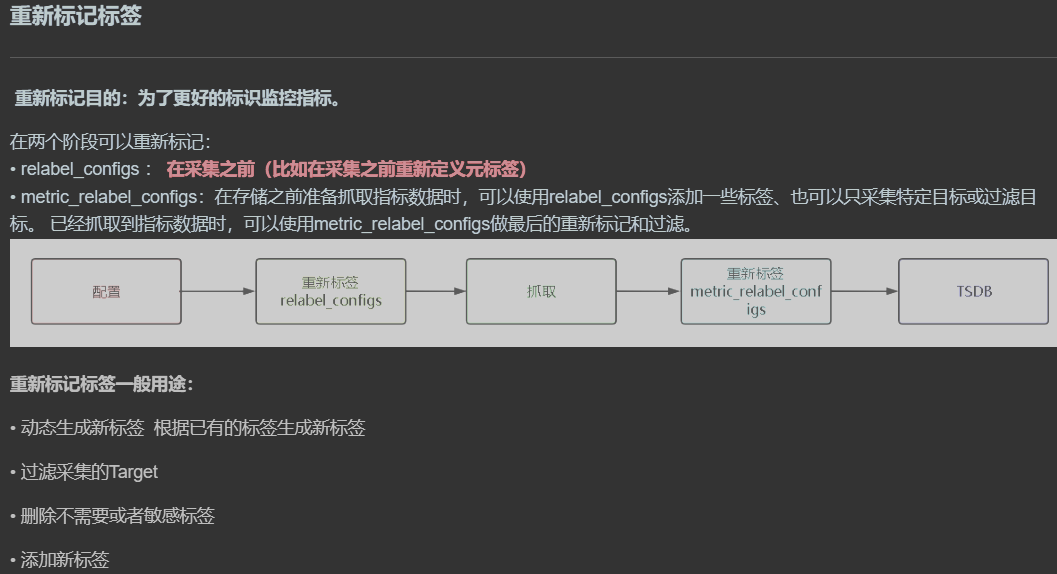 重新标记标签
重新标记目的：为了更好的标识监控指标。
在两个阶段可以重新标记：
• relabel_configs ： 在采集之前（比如在采集之前重新定义元标签）
• metric_relabel_configs：在存储之前准备抓取指标数据时，可以使用relabel_configs添加一些标签、也可以只采集特定目标或过滤目
标。 已经抓取到指标数据时，可以使用metric_relabel_configs做最后的重新标记和过滤。
配置
重新标签
relabel_configs
抓取
重新标签
metric_relabel_conf
igs
TSDB
重新标记标签一般用途：
• 动态生成新标签 根据已有的标签生成新标签
• 过滤采集的Target
• 删除不需要或者敏感标签
• 添加新标签